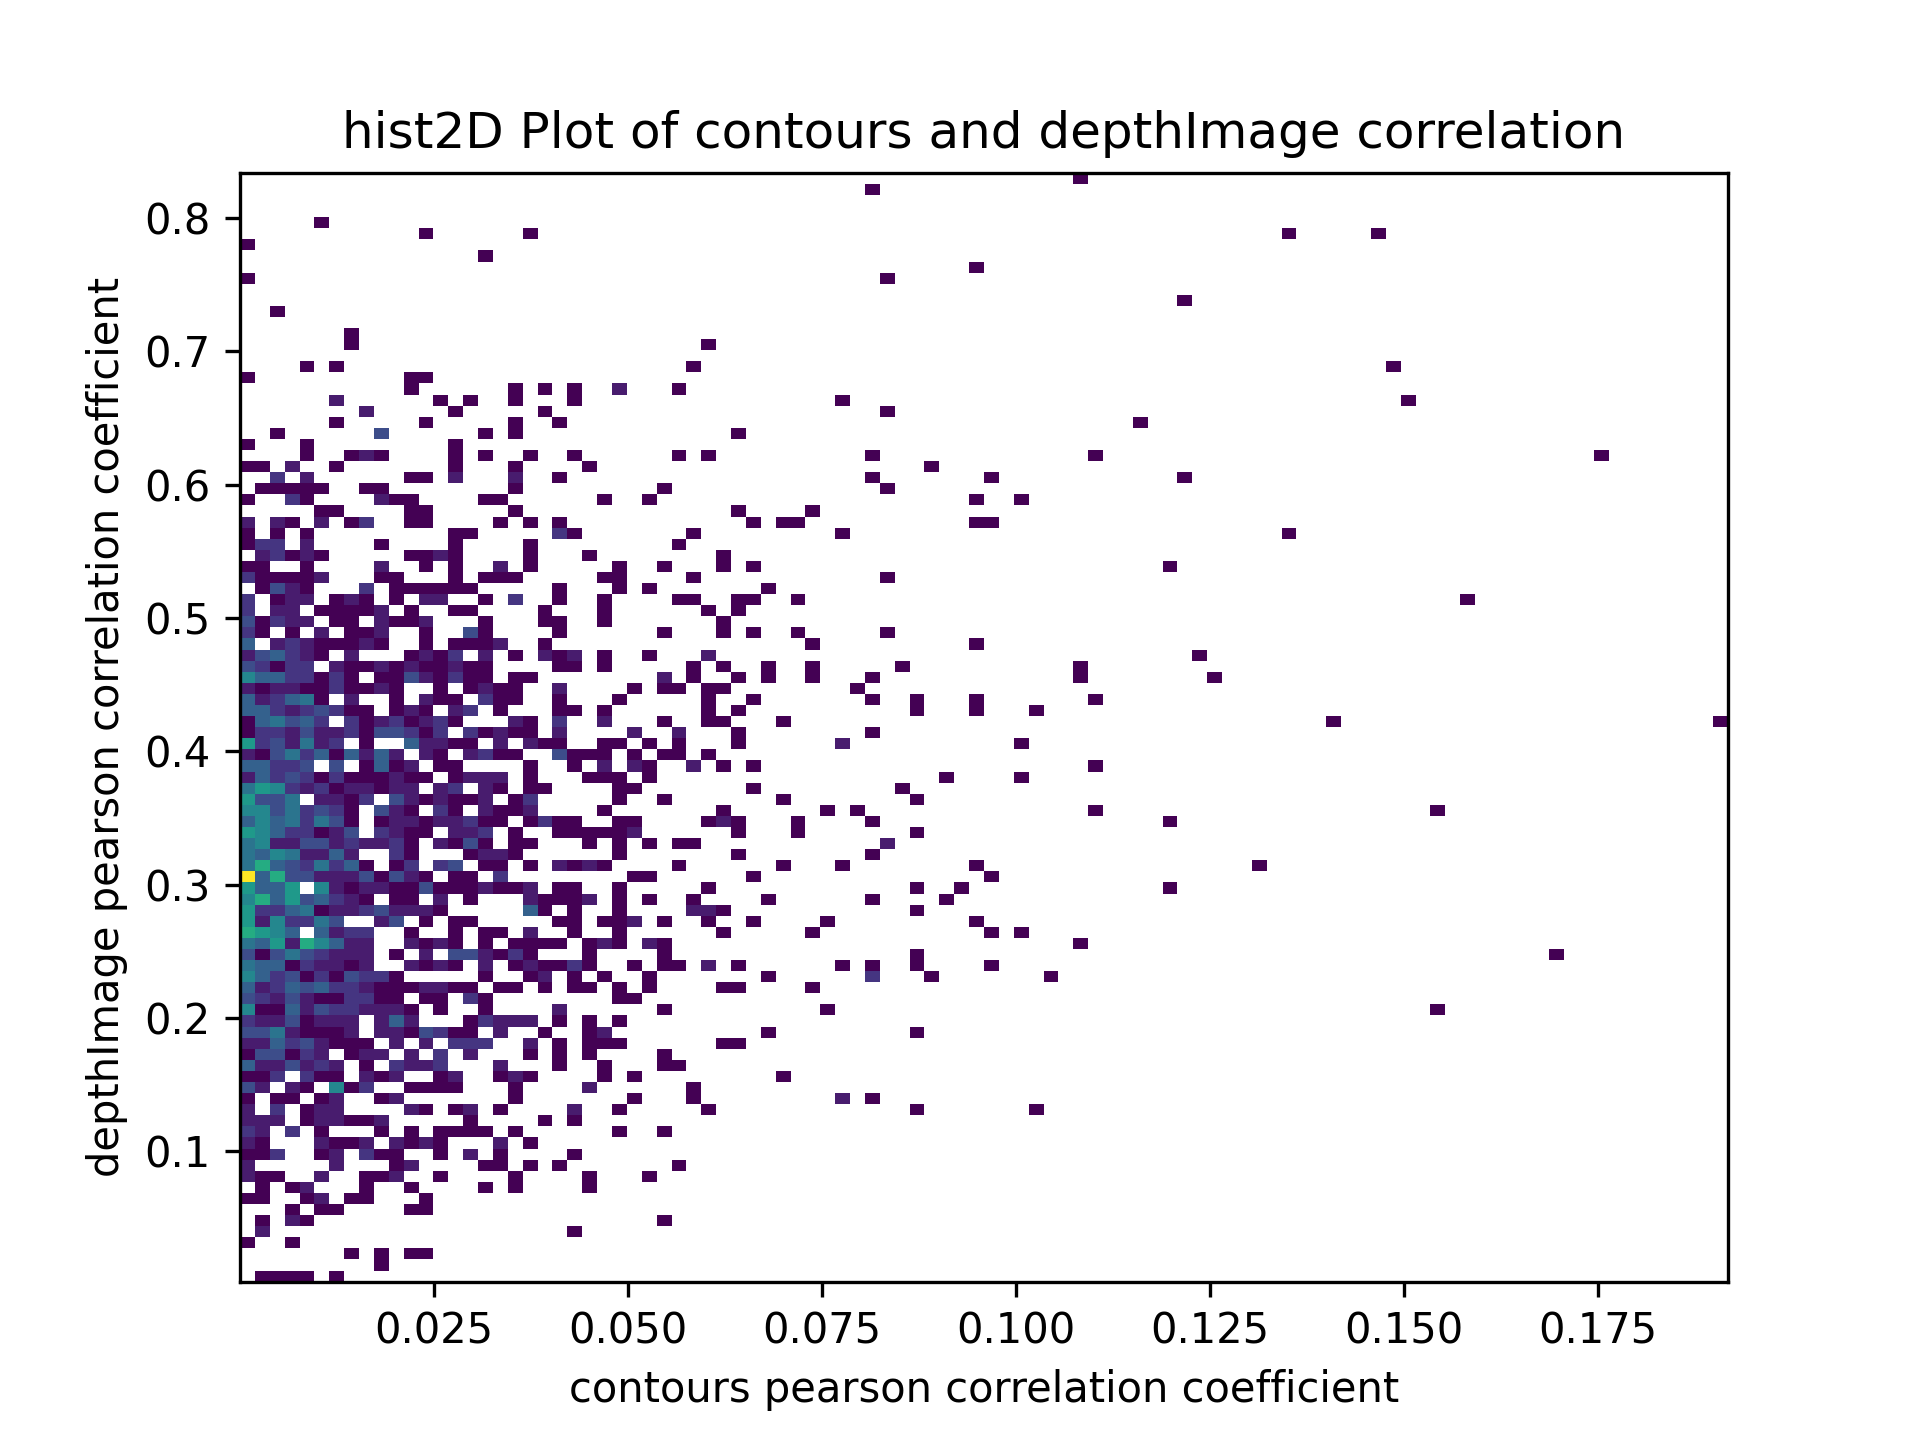 hist2D Plot of contours and depthImage correlation
0.8
0.7
0.6
0.5
0.4
0.3
0.2
0.1
depthImage pearson correlation coefficient
0.025 0.050 0.075 0.100 0.125 0.150 0.175
contours pearson correlation coefficient